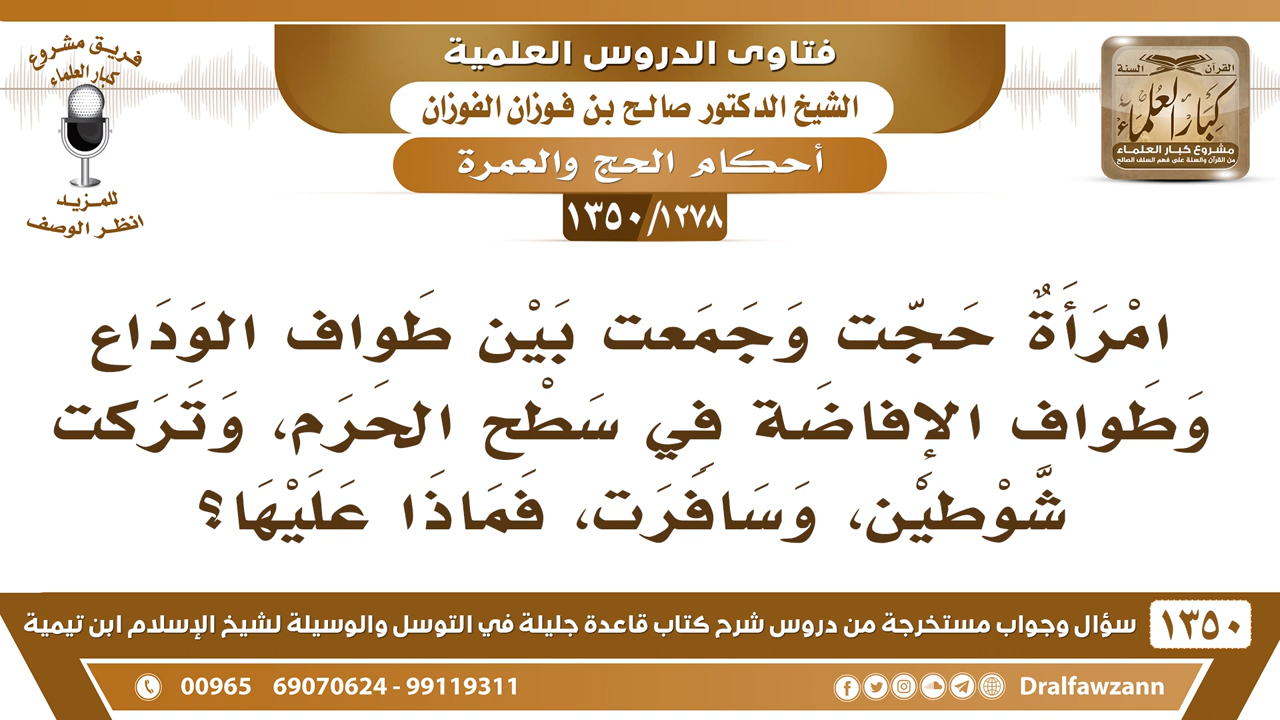 فتاوى الدروس العلمية
الشيخ الدكتور صالح بن فوزان الفوزان
أحكام الحج والعمرة
١٣٥٠/١٢٧٨
فريق مشروع
كبار العلماء
للمزيد
انظر الوصف
القرآن السنة
كبار العلماء
مشروع كبار العلماء
من القرآن والسنة على فهم السلف الصالح
امْرَأَةٌ حَجّت وَجَمَعت بَيْن طَواف الوَدَاع
وَطَواف الإفاضَة في سَطْح الحَرَم، وَتَرَكت
شَّوْطيْن، وَسَافَرَت، فَمَاذَا عَلَيْهَا؟
١٣٥٠ سؤال وجواب مستخرجة من دروس شرح كتاب قاعدة جليلة في التوسل والوسيلة لشيخ الإسلام ابن تيمية
00965 69070624 - 99119311
Dralfawzann